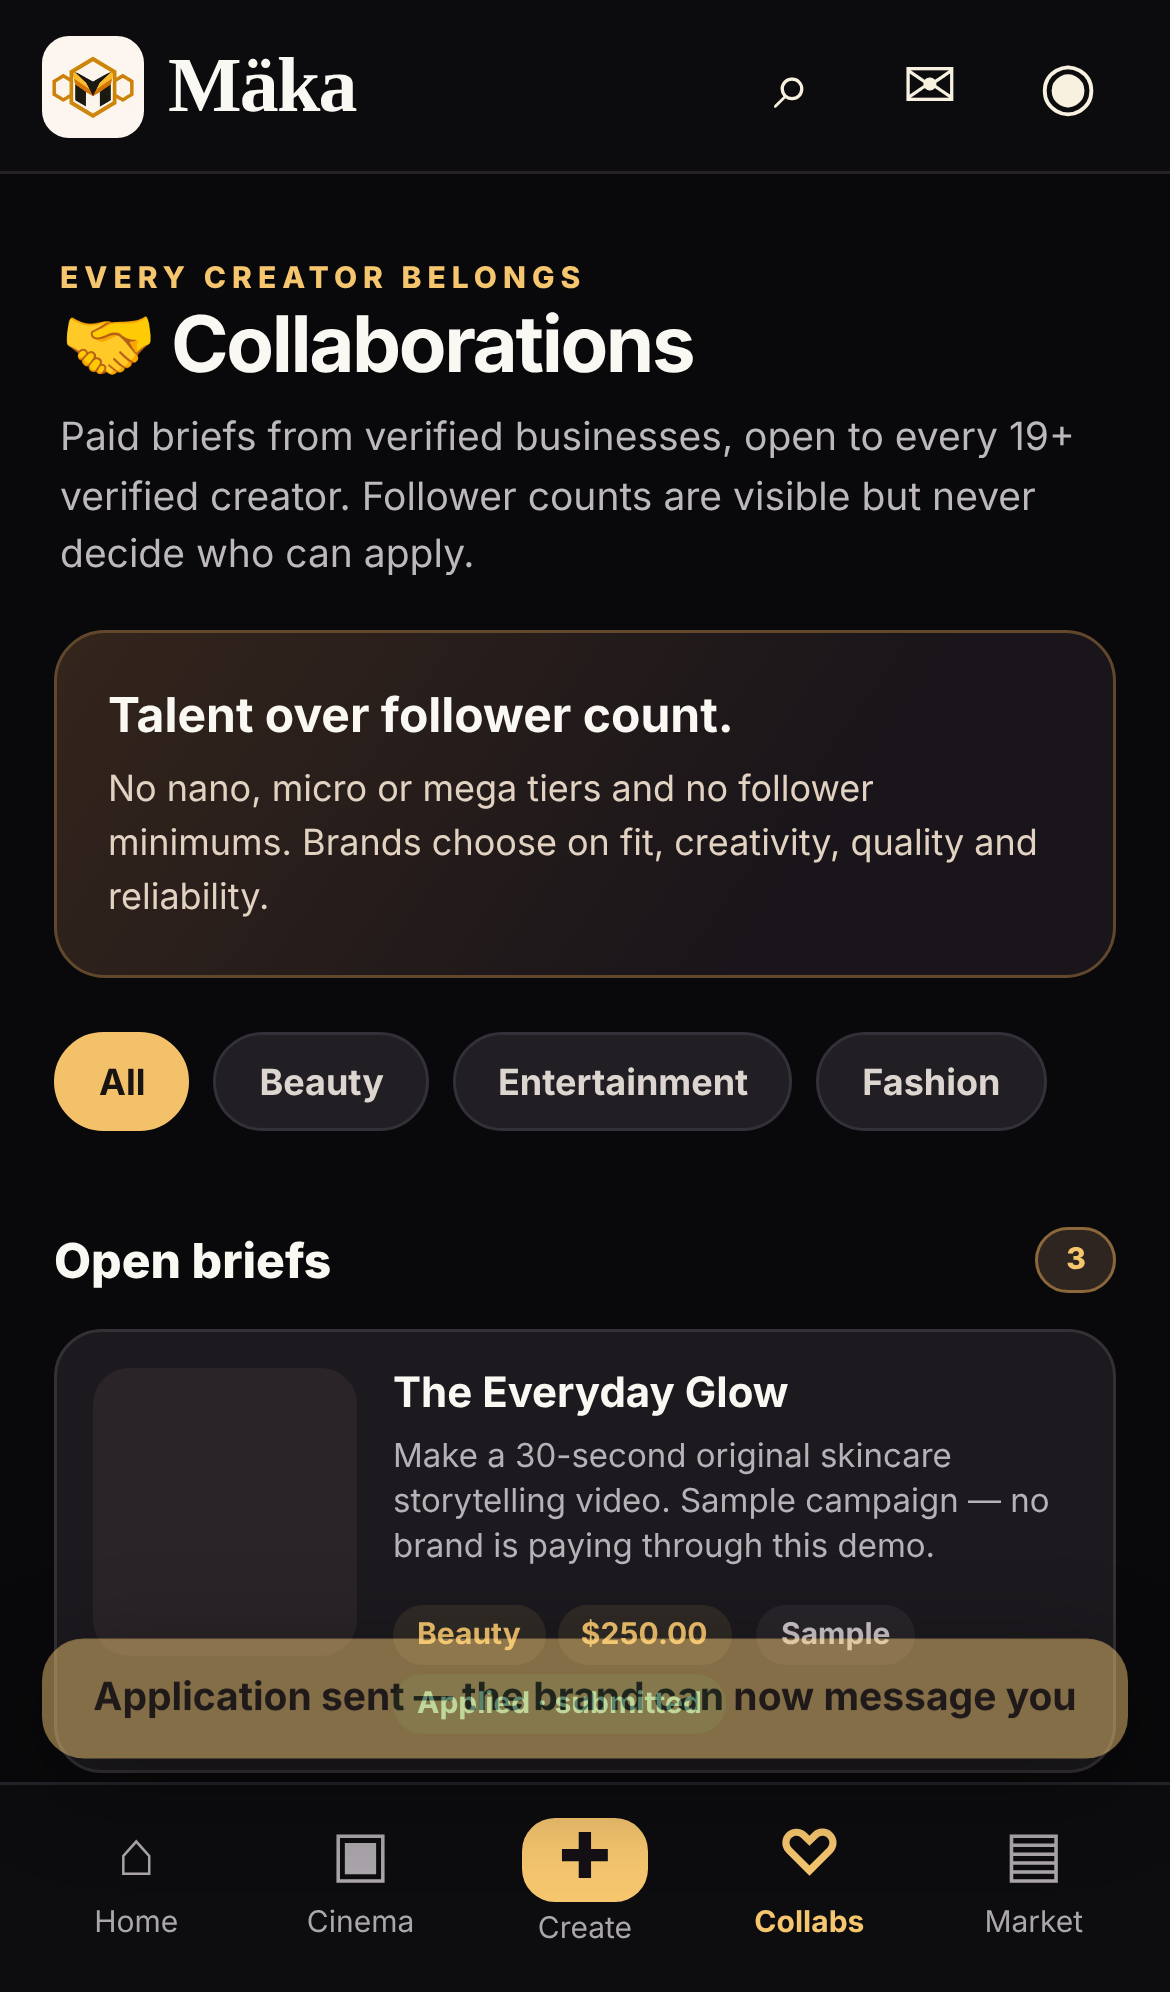 Mäka
EVERY CREATOR BELONGS
🤝 Collaborations
Paid briefs from verified businesses, open to every 19+
verified creator. Follower counts are visible but never
decide who can apply.
Talent over follower count.
No nano, micro or mega tiers and no follower
minimums. Brands choose on fit, creativity, quality and
reliability.
All
Beauty
Entertainment
Fashion
Open briefs
3
The Everyday Glow
Make a 30-second original skincare
storytelling video. Sample campaign — no
brand is paying through this demo.
Beauty
$250.00
Sample
Applied · submitted
Application sent — the brand can now message you
Home
Cinema
Create
Collabs
Market